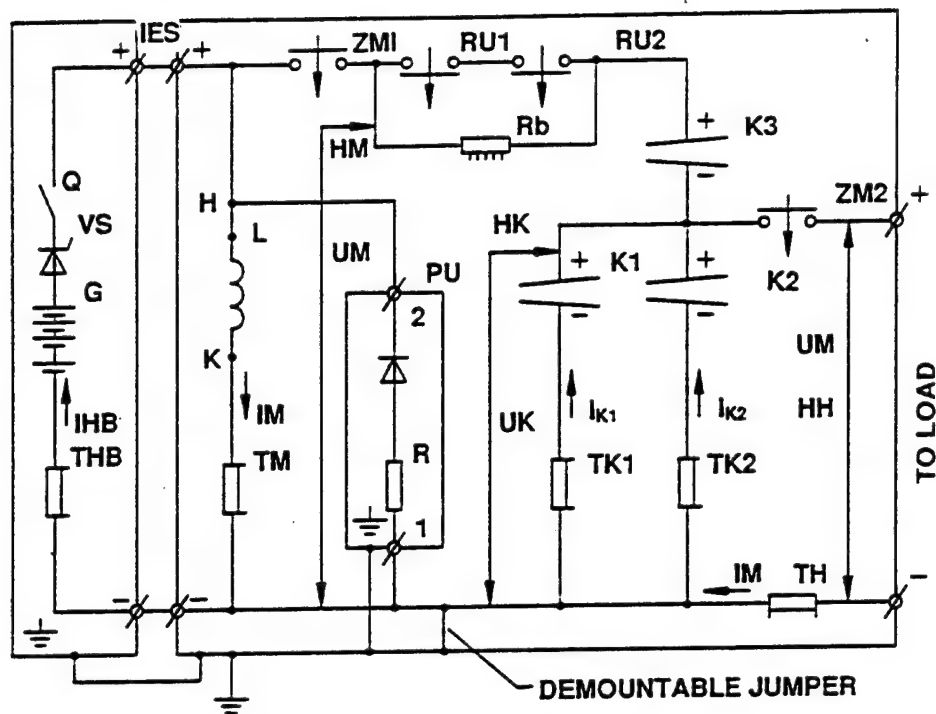 IES
ZMI
RU1
RU2
+
+
Rb
+
K3
HM
–
Q
ZM2
+
VS
H
HK
L
UM
+
K1
+
G
PU
K2
2
–
–
UM
K
IHB
IM
UK
IK1
IK2
HH
THB
TM
R
TK1
TK2
TO LOAD
1
IM
TH
–
–
–
DEMOUNTABLE JUMPER